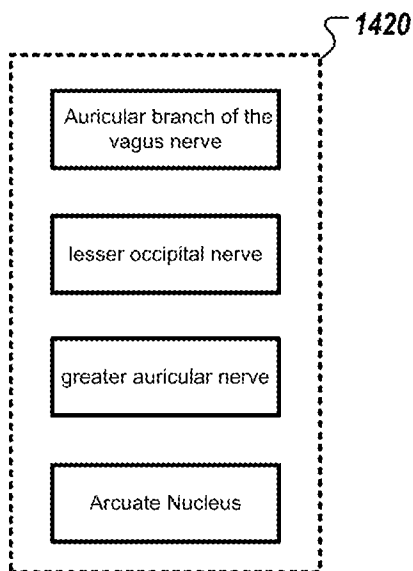 1420
Auricular branch of the
vagus nerve
lesser occipital nerve
greater auricular nerve
Arcuate Nucleus